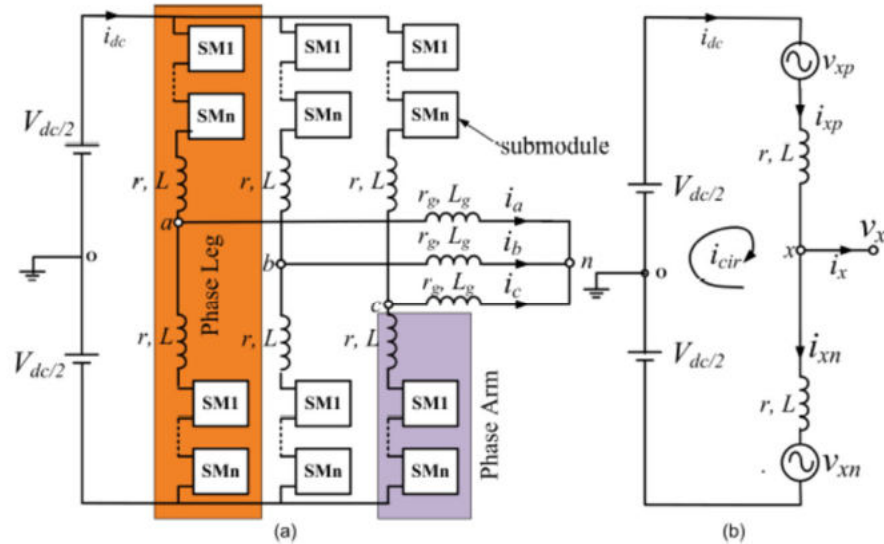 i_dc
SM1
SM1
SM1
SMn
SMn
SMn
submodule
V_dc/2
r, L
r, L
r, L
a
r_g, L_g
i_a
b
r_g, L_g
i_b
n
c
r_g, L_g
i_c
o
Phase Leg
V_dc/2
r, L
r, L
r, L
SM1
SM1
SM1
SMn
SMn
SMn
Phase Arm
(a)
i_dc
v_xp
i_xp
r, L
V_dc/2
v_x
x
i_x
i_cir
o
i_xn
V_dc/2
r, L
v_xn
(b)